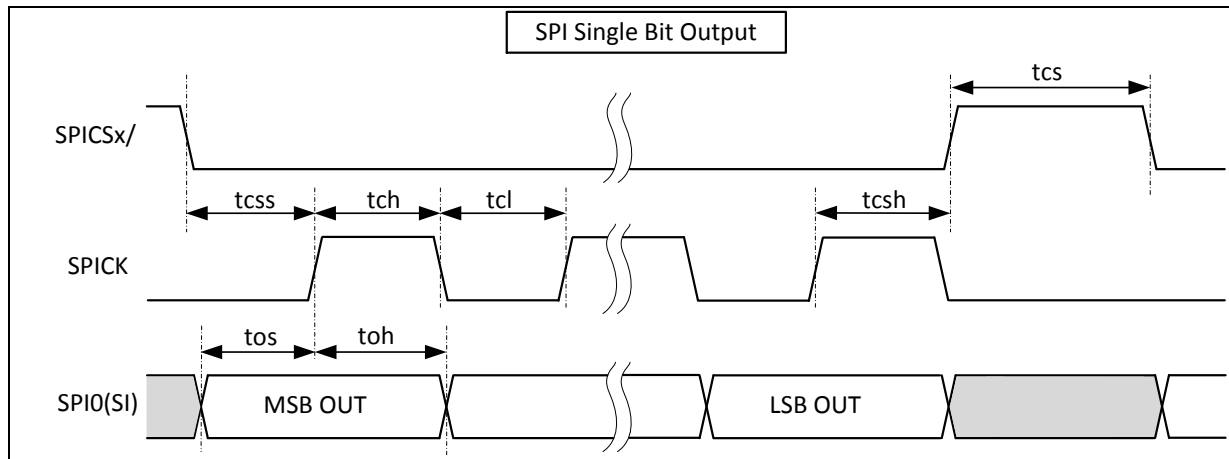 SPI Single Bit Output
tcs
SPICSx/
tcss tch tcl tcsh
SPICK
tos toh
SPI0(SI) MSB OUT LSB OUT